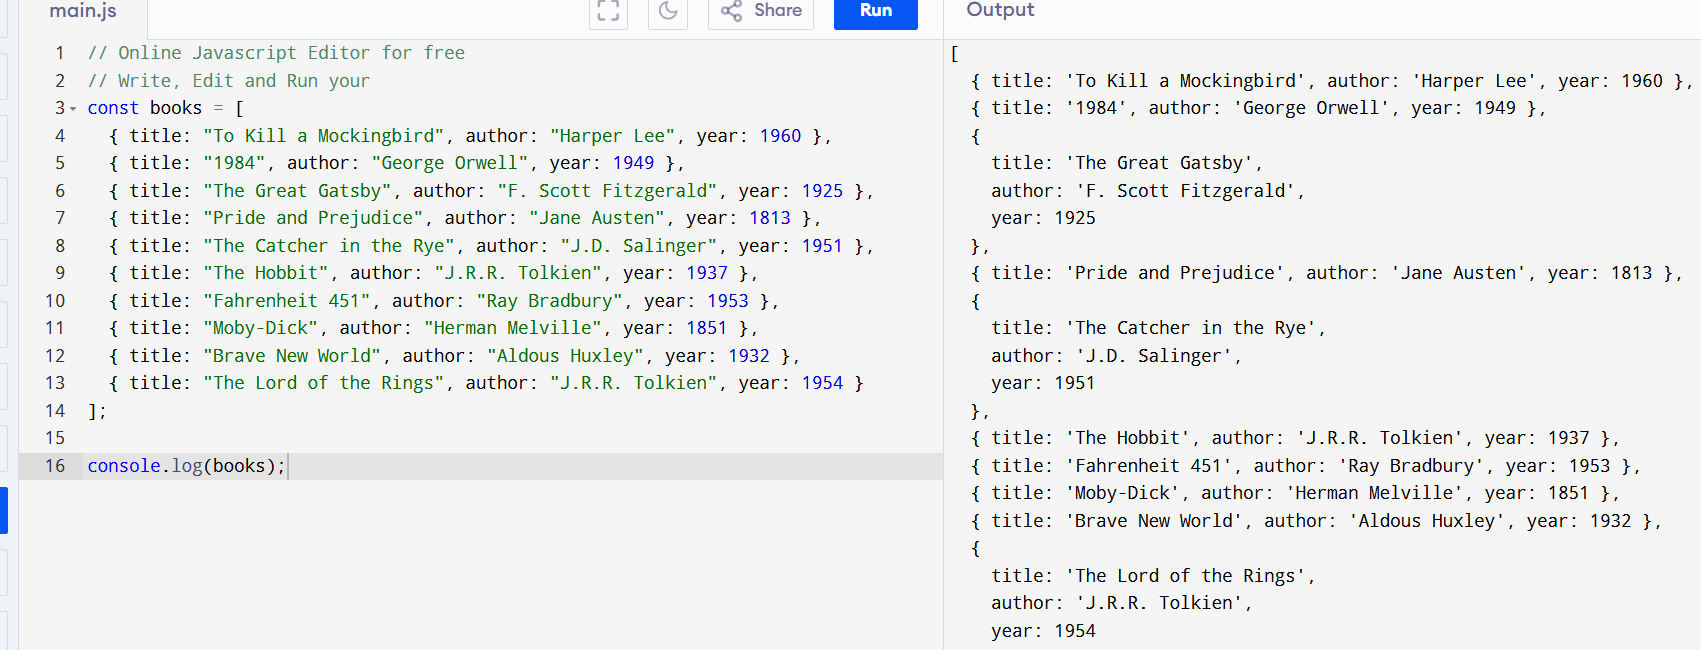 main.js
Share
Run
Output
1 // Online Javascript Editor for free
2 // Write, Edit and Run your
3 const books = [
4   { title: "To Kill a Mockingbird", author: "Harper Lee", year: 1960 },
5   { title: "1984", author: "George Orwell", year: 1949 },
6   { title: "The Great Gatsby", author: "F. Scott Fitzgerald", year: 1925 },
7   { title: "Pride and Prejudice", author: "Jane Austen", year: 1813 },
8   { title: "The Catcher in the Rye", author: "J.D. Salinger", year: 1951 },
9   { title: "The Hobbit", author: "J.R.R. Tolkien", year: 1937 },
10   { title: "Fahrenheit 451", author: "Ray Bradbury", year: 1953 },
11   { title: "Moby-Dick", author: "Herman Melville", year: 1851 },
12   { title: "Brave New World", author: "Aldous Huxley", year: 1932 },
13   { title: "The Lord of the Rings", author: "J.R.R. Tolkien", year: 1954 }
14 ];
15
16 console.log(books);
[
  { title: 'To Kill a Mockingbird', author: 'Harper Lee', year: 1960 },
  { title: '1984', author: 'George Orwell', year: 1949 },
  {
    title: 'The Great Gatsby',
    author: 'F. Scott Fitzgerald',
    year: 1925
  },
  { title: 'Pride and Prejudice', author: 'Jane Austen', year: 1813 },
  {
    title: 'The Catcher in the Rye',
    author: 'J.D. Salinger',
    year: 1951
  },
  { title: 'The Hobbit', author: 'J.R.R. Tolkien', year: 1937 },
  { title: 'Fahrenheit 451', author: 'Ray Bradbury', year: 1953 },
  { title: 'Moby-Dick', author: 'Herman Melville', year: 1851 },
  { title: 'Brave New World', author: 'Aldous Huxley', year: 1932 },
  {
    title: 'The Lord of the Rings',
    author: 'J.R.R. Tolkien',
    year: 1954